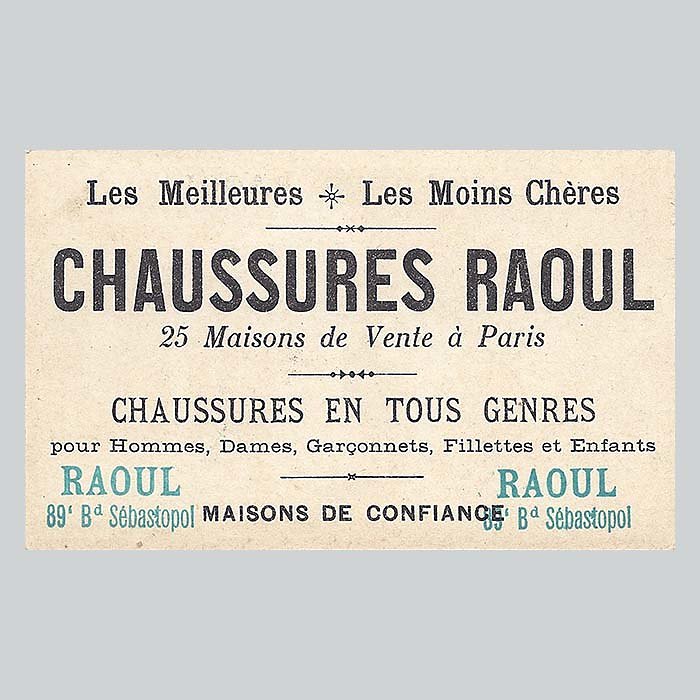 Les Meilleures Les Moins Chères
CHAUSSURES RAOUL
25 Maisons de Vente à Paris
CHAUSSURES EN TOUS GENRES
pour Hommes, Dames, Garçonnets, Fillettes et Enfants
RAOUL RAOUL
89' Bd Sébastopol MAISONS DE CONFIANCE 89' Bd Sébastopol